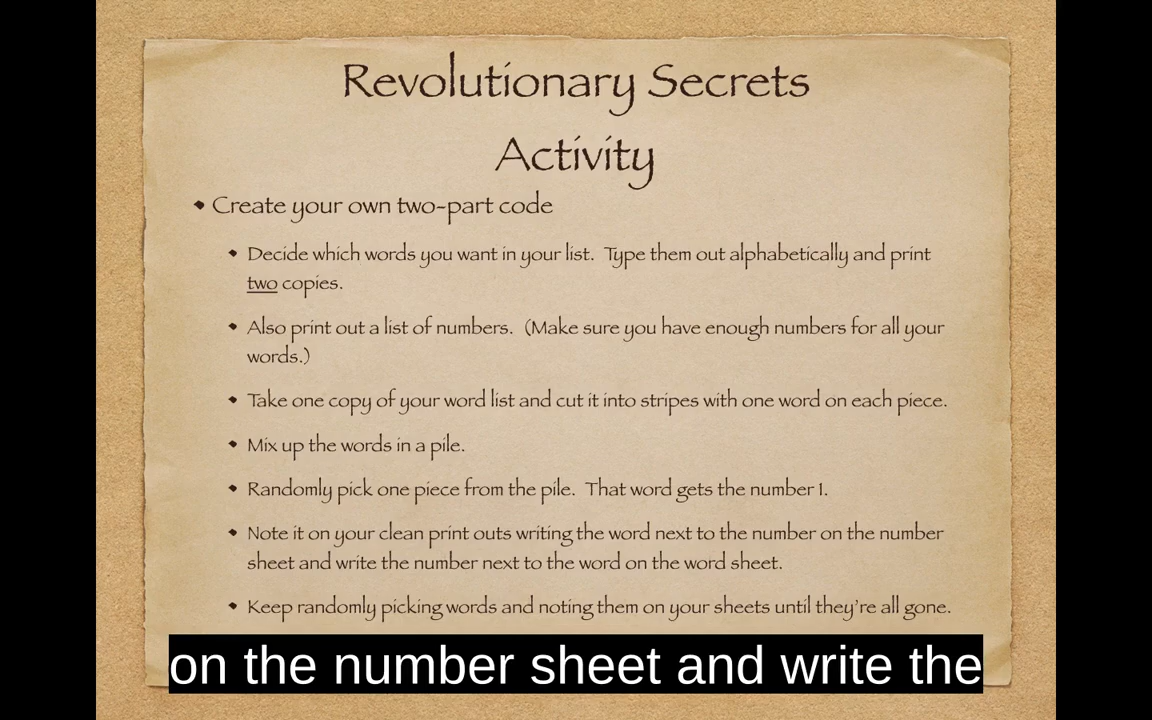 Revolutionary Secrets
Activity
• Create your own two-part code
• Decide which words you want in your list. Type them out alphabetically and print
two copies.
• Also print out a list of numbers. (Make sure you have enough numbers for all your
words.)
• Take one copy of your word list and cut it into stripes with one word on each piece.
• Mix up the words in a pile.
• Randomly pick one piece from the pile. That word gets the number 1.
• Note it on your clean print outs writing the word next to the number on the number
sheet and write the number next to the word on the word sheet.
• Keep randomly picking words and noting them on your sheets until they're all gone.
on the number sheet and write the